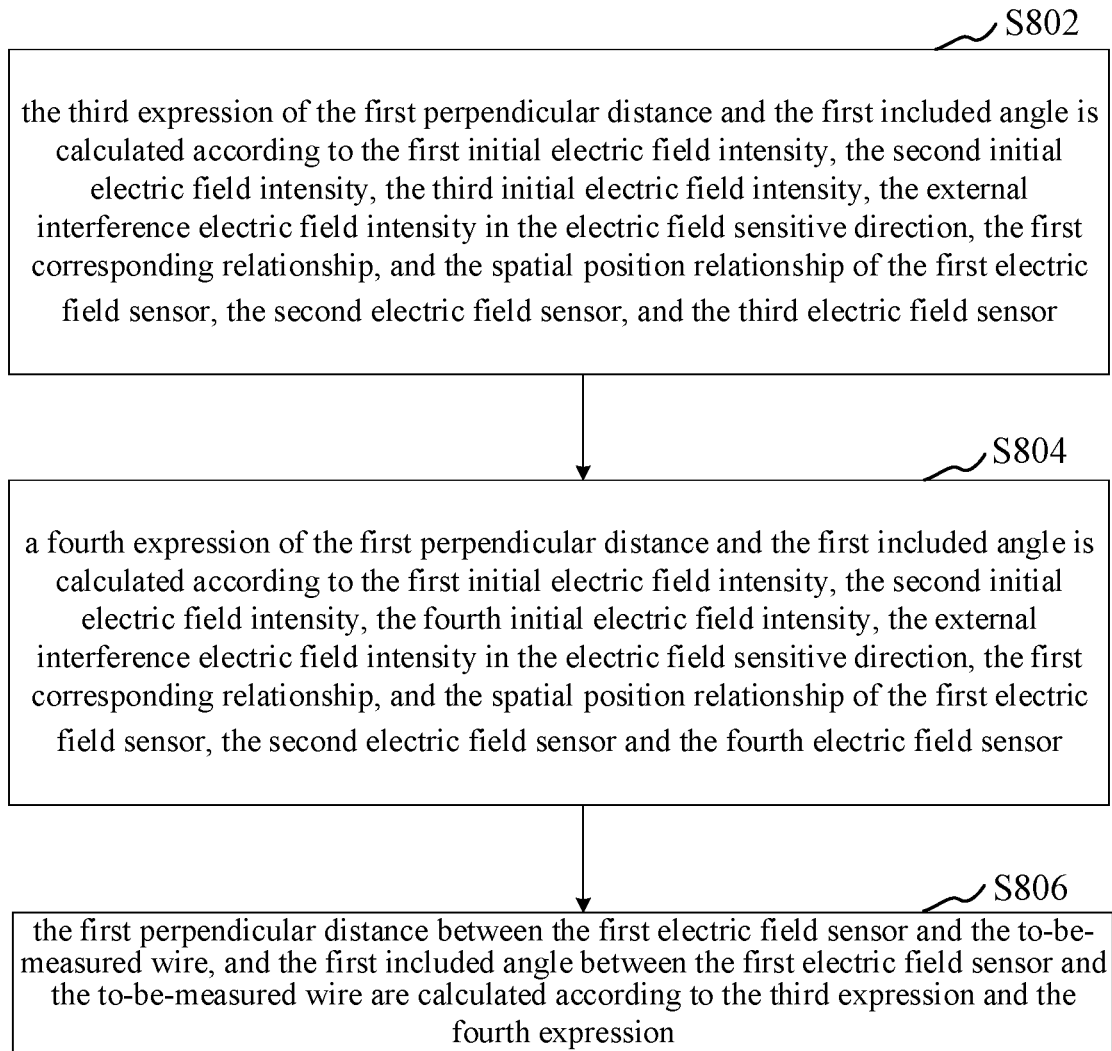 S802
the third expression of the first perpendicular distance and the first included angle is
calculated according to the first initial electric field intensity, the second initial
electric field intensity, the third initial electric field intensity, the external
interference electric field intensity in the electric field sensitive direction, the first
corresponding relationship, and the spatial position relationship of the first electric
field sensor, the second electric field sensor, and the third electric field sensor
S804
a fourth expression of the first perpendicular distance and the first included angle is
calculated according to the first initial electric field intensity, the second initial
electric field intensity, the fourth initial electric field intensity, the external
interference electric field intensity in the electric field sensitive direction, the first
corresponding relationship, and the spatial position relationship of the first electric
field sensor, the second electric field sensor and the fourth electric field sensor
S806
the first perpendicular distance between the first electric field sensor and the to-be-
measured wire, and the first included angle between the first electric field sensor and
the to-be-measured wire are calculated according to the third expression and the
fourth expression